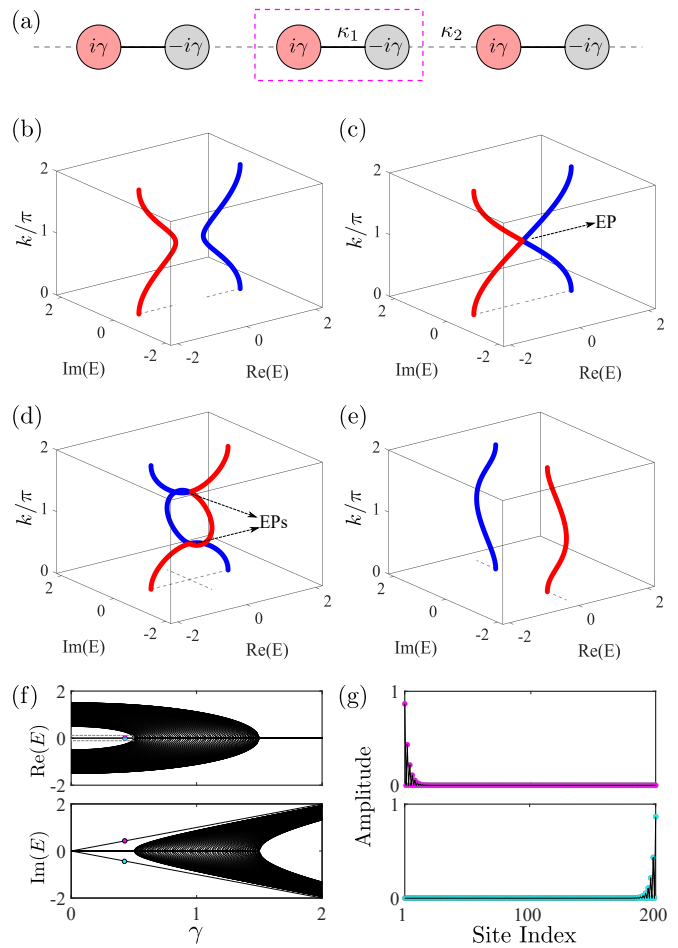 (a)
iγ −iγ iγ κ₁ −iγ κ₂ iγ −iγ
(b) (c)
2 2
k/π 1 k/π 1 EP
0 0
2 0 -2 -2 0 2 2 0 -2 -2 0 2
Im(E) Re(E) Im(E) Re(E)
(d) (e)
2 2
k/π 1 EPs k/π 1
0 0
2 0 -2 -2 0 2 2 0 -2 -2 0 2
Im(E) Re(E) Im(E) Re(E)
(f) (g)
2 1
Re(E) 0
-2 0
2 1
Im(E) 0 Amplitude
-2 0
0 1 2 1 100 200
γ Site Index